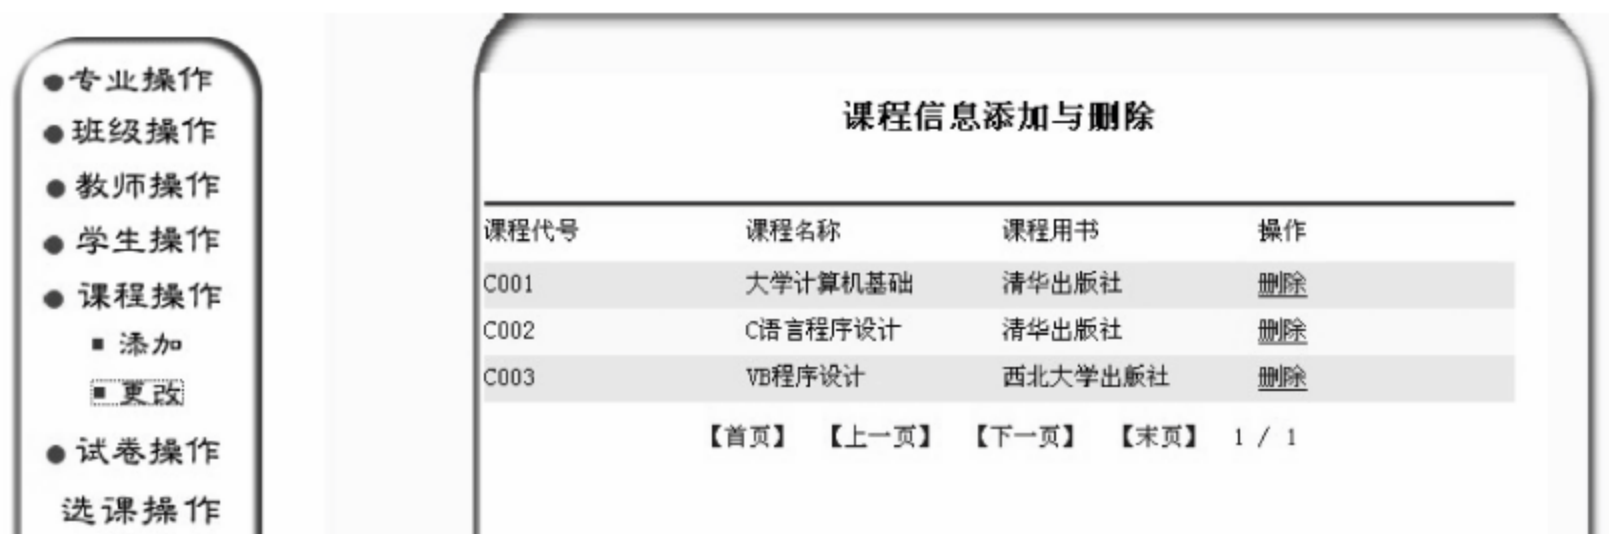 ●专业操作
●班级操作
●教师操作
●学生操作
●课程操作
▪添加
▪更改
●试卷操作
选课操作
课程信息添加与删除
课程代号 课程名称 课程用书 操作
C001 大学计算机基础 清华出版社 删除
C002 C语言程序设计 清华出版社 删除
C003 VB程序设计 西北大学出版社 删除
【首页】 【上一页】 【下一页】 【末页】 1 / 1